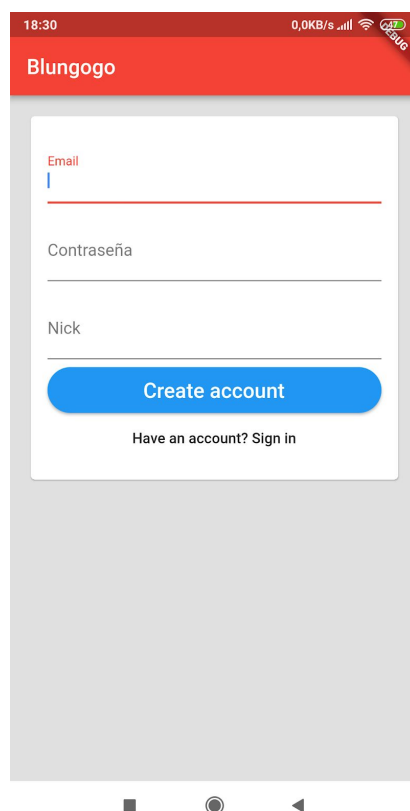 18:30 0,0KB/s 47
DEBUG
Blungogo
Email
Contraseña
Nick
Create account
Have an account? Sign in